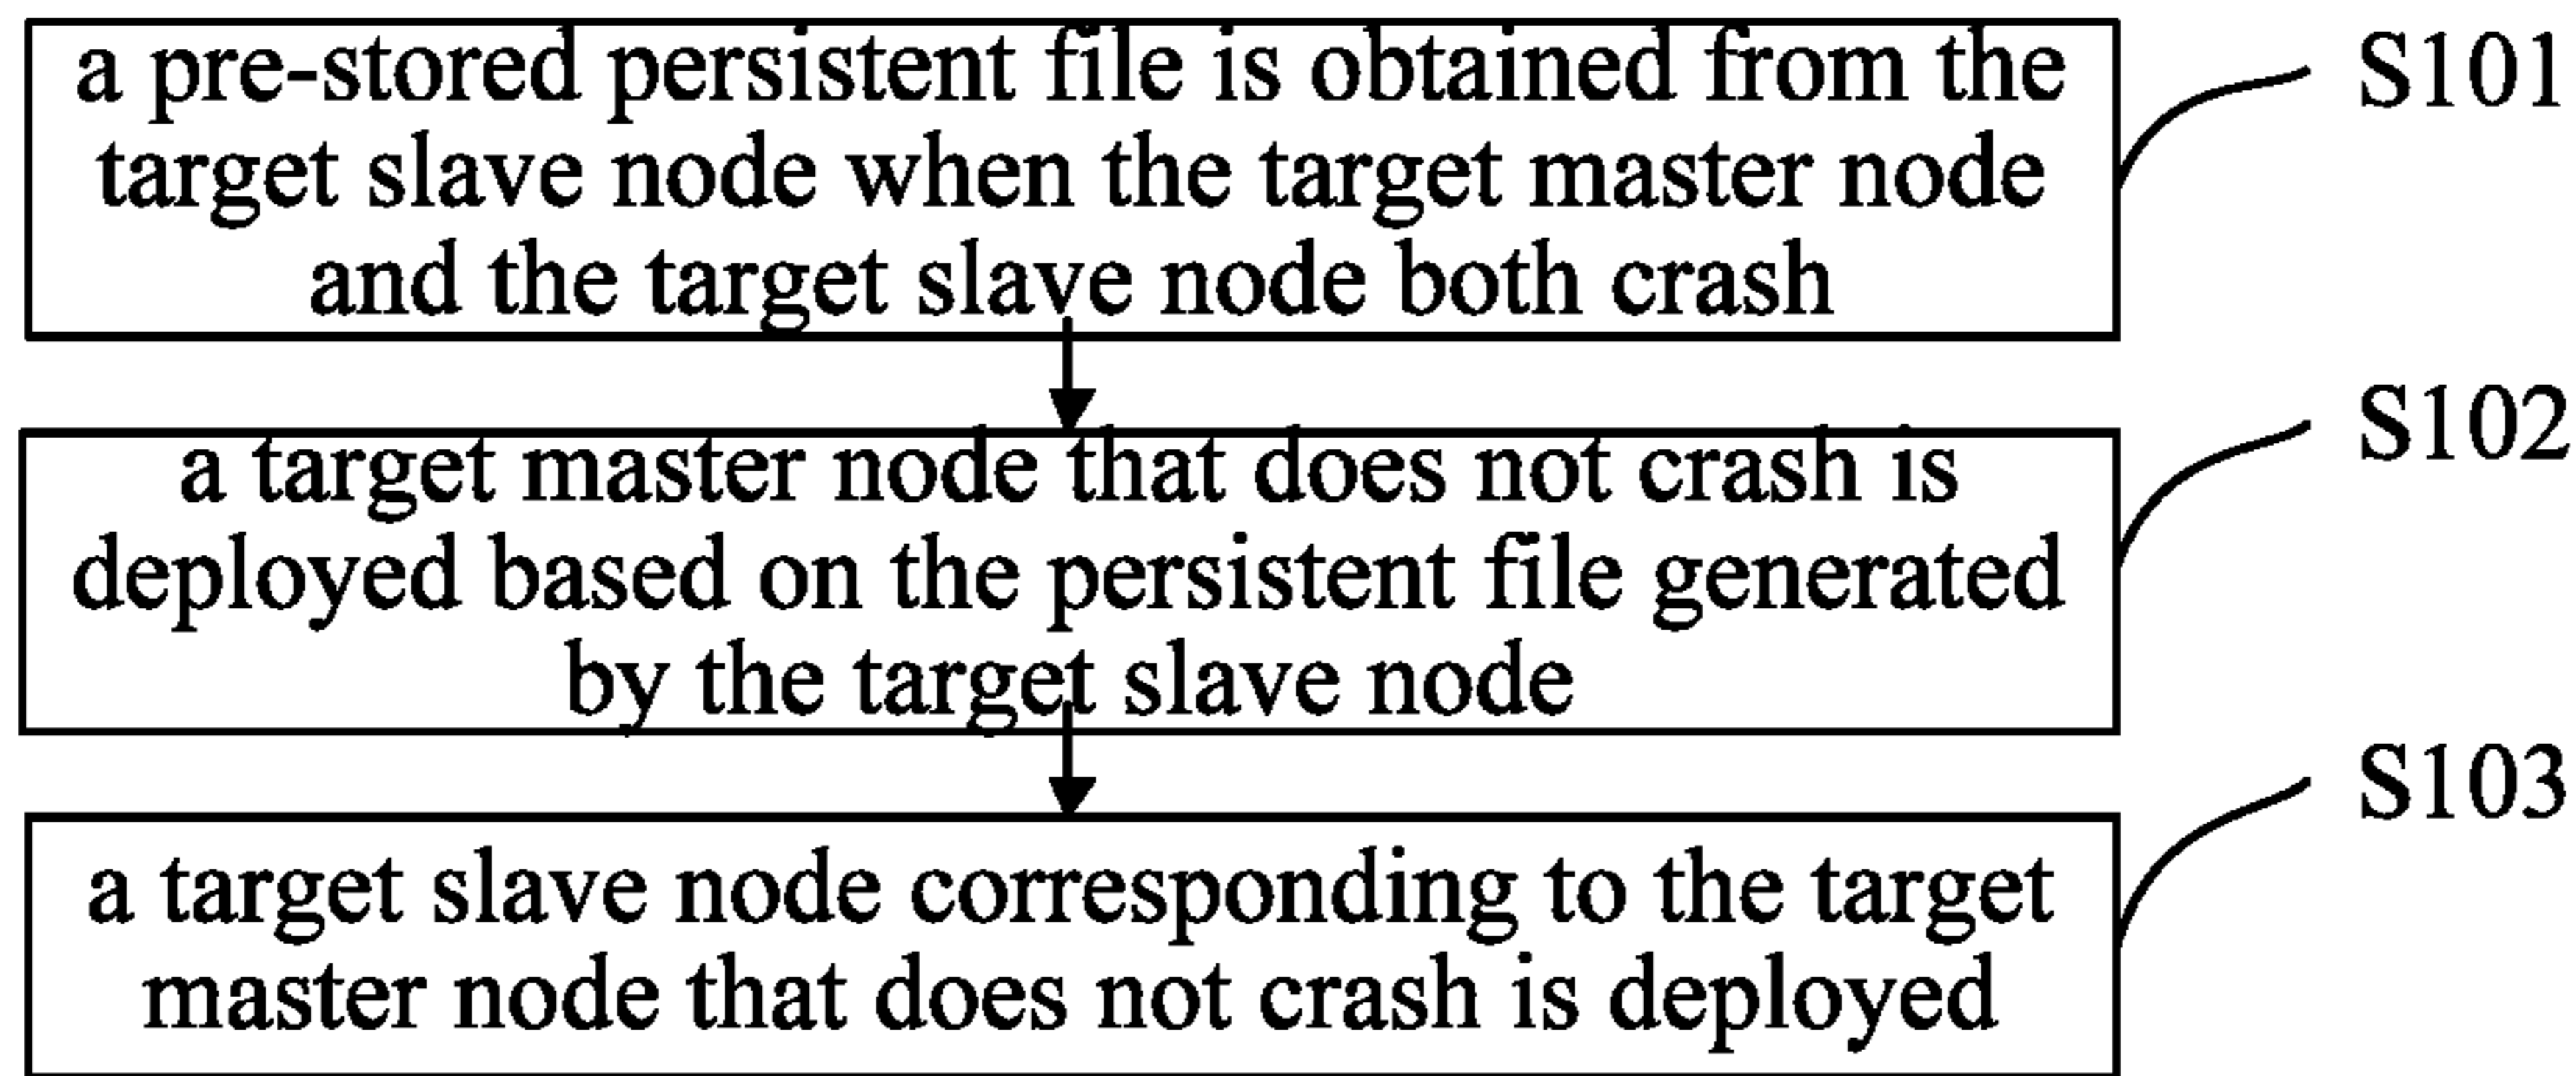 a pre-stored persistent file is obtained from the
target slave node when the target master node
and the target slave node both crash
S101
a target master node that does not crash is
deployed based on the persistent file generated
by the target slave node
S102
a target slave node corresponding to the target
master node that does not crash is deployed
S103